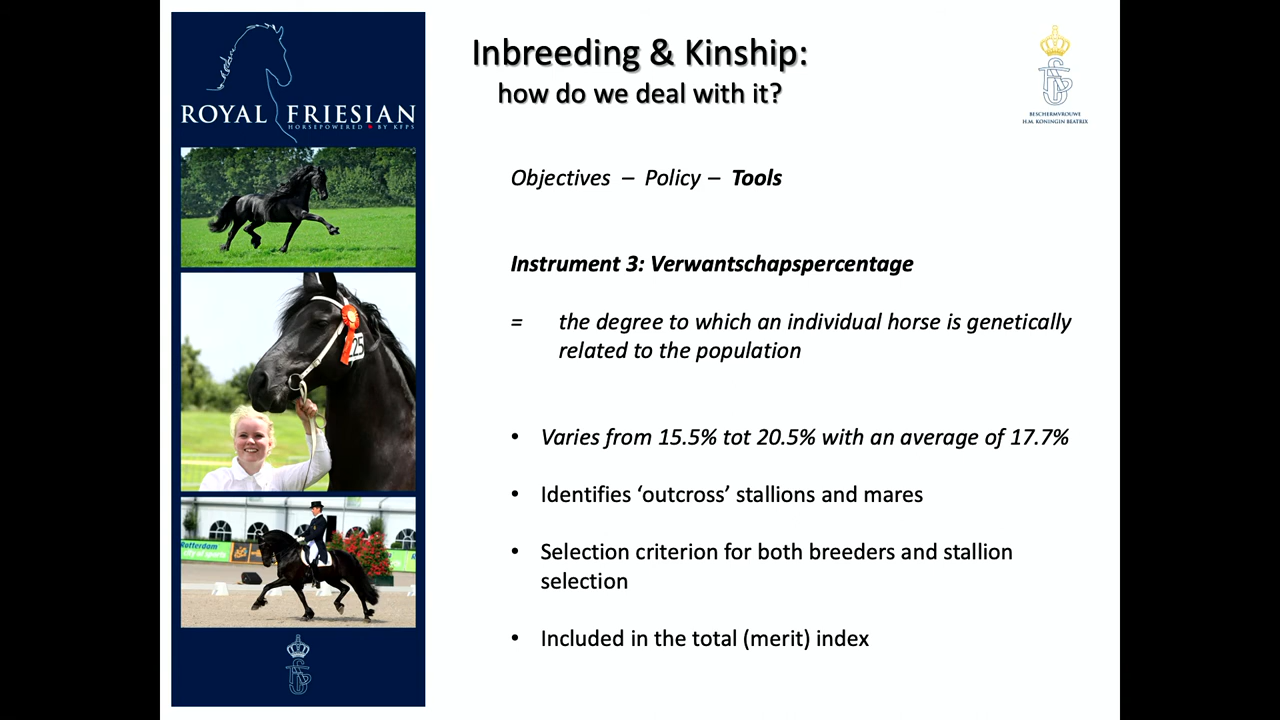 ROYAL FRIESIAN
HORSEPOWERED BY KFPS
Inbreeding & Kinship:
how do we deal with it?
BESCHERMVROUWE
H.M. KONINGIN BEATRIX
Objectives – Policy – Tools
Instrument 3: Verwantschapspercentage
= the degree to which an individual horse is genetically
related to the population
• Varies from 15.5% tot 20.5% with an average of 17.7%
• Identifies ‘outcross’ stallions and mares
• Selection criterion for both breeders and stallion
selection
• Included in the total (merit) index
25
Rotterdam